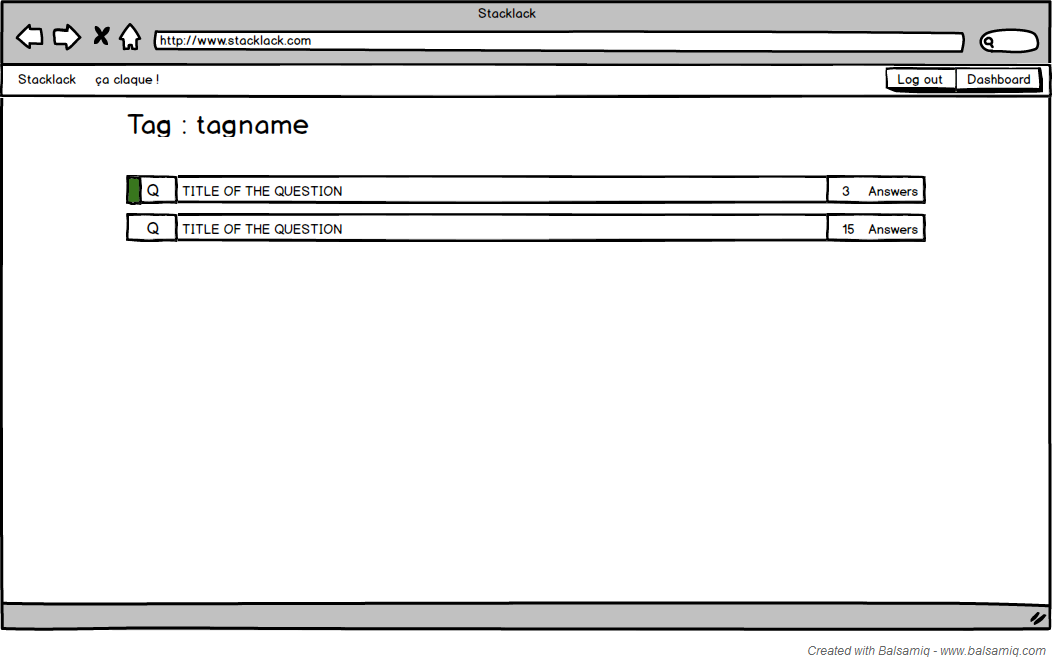 Stacklack
http://www.stacklack.com
Stacklack ça claque ! Log out Dashboard
Tag : tagname
Q TITLE OF THE QUESTION 3 Answers
Q TITLE OF THE QUESTION 15 Answers
Created with Balsamiq - www.balsamiq.com